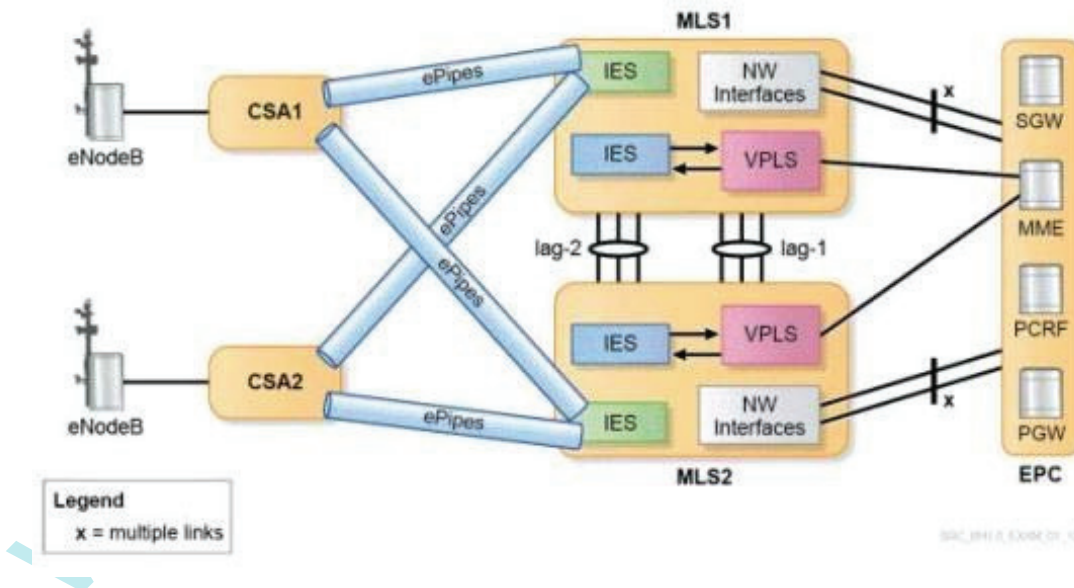 MLS1
ePipes
IES
NW
Interfaces
x
SGW
CSA1
eNodeB
IES
VPLS
MME
ePipes
lag-2
lag-1
ePipes
IES
VPLS
PCRF
CSA2
eNodeB
ePipes
IES
NW
Interfaces
x
PGW
MLS2
EPC
Legend
x = multiple links